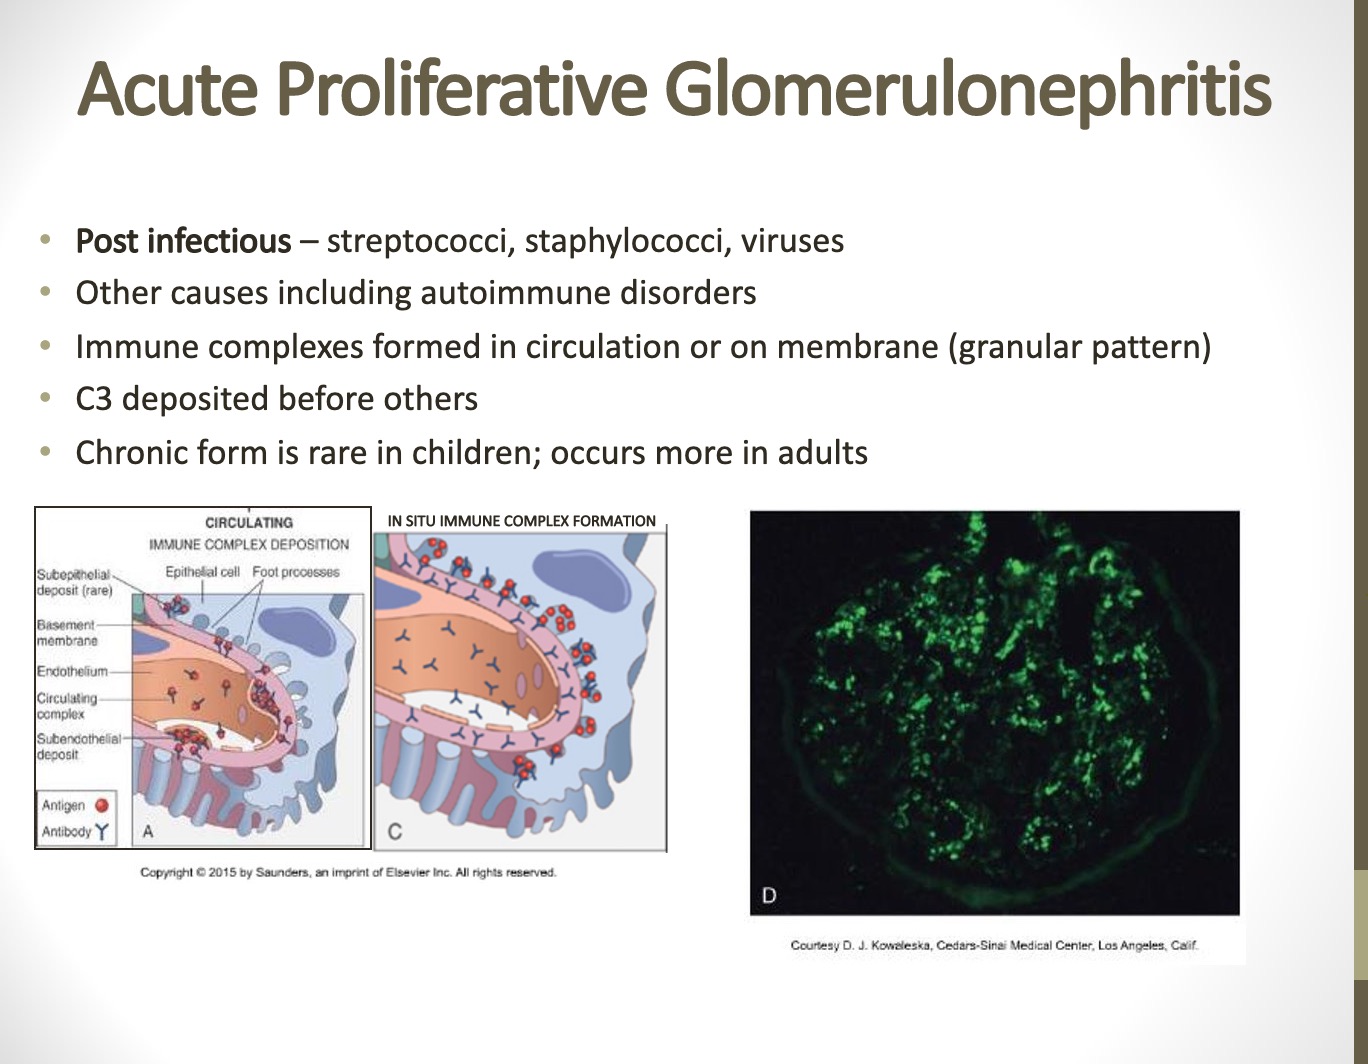 Acute Proliferative Glomerulonephritis
• Post infectious – streptococci, staphylococci, viruses
• Other causes including autoimmune disorders
• Immune complexes formed in circulation or on membrane (granular pattern)
• C3 deposited before others
• Chronic form is rare in children; occurs more in adults
CIRCULATING
IMMUNE COMPLEX DEPOSITION
Subepithelial
deposit (rare)
Epithelial cell
Foot processes
Basement
membrane
Endothelium
Circulating
complex
Subendothelial
deposit
Antigen
Antibody
A
IN SITU IMMUNE COMPLEX FORMATION
C
Copyright © 2015 by Saunders, an imprint of Elsevier Inc. All rights reserved.
D
Courtesy D. J. Kowaleska, Cedars-Sinai Medical Center, Los Angeles, Calif.